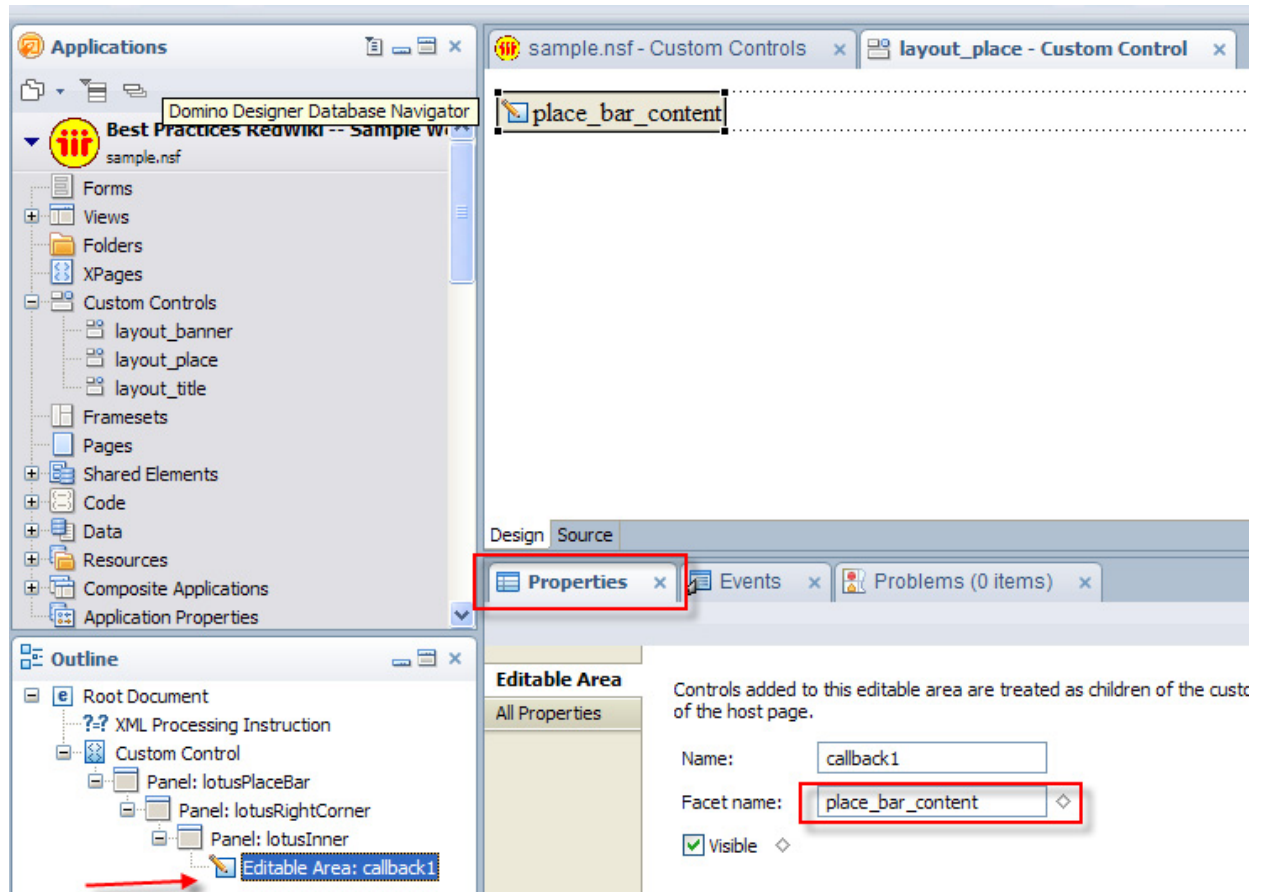 Applications
Domino Designer Database Navigator
Best Practices RedWiki -- Sample W
sample.nsf
Forms
Views
Folders
XPages
Custom Controls
layout_banner
layout_place
layout_title
Framesets
Pages
Shared Elements
Code
Data
Resources
Composite Applications
Application Properties
Outline
Root Document
?=? XML Processing Instruction
Custom Control
Panel: lotusPlaceBar
Panel: lotusRightCorner
Panel: lotusInner
Editable Area: callback1
sample.nsf - Custom Controls
layout_place - Custom Control
place_bar_content
Design Source
Properties Events Problems (0 items)
Editable Area
All Properties
Controls added to this editable area are treated as children of the custo
of the host page.
Name: callback1
Facet name: place_bar_content
Visible